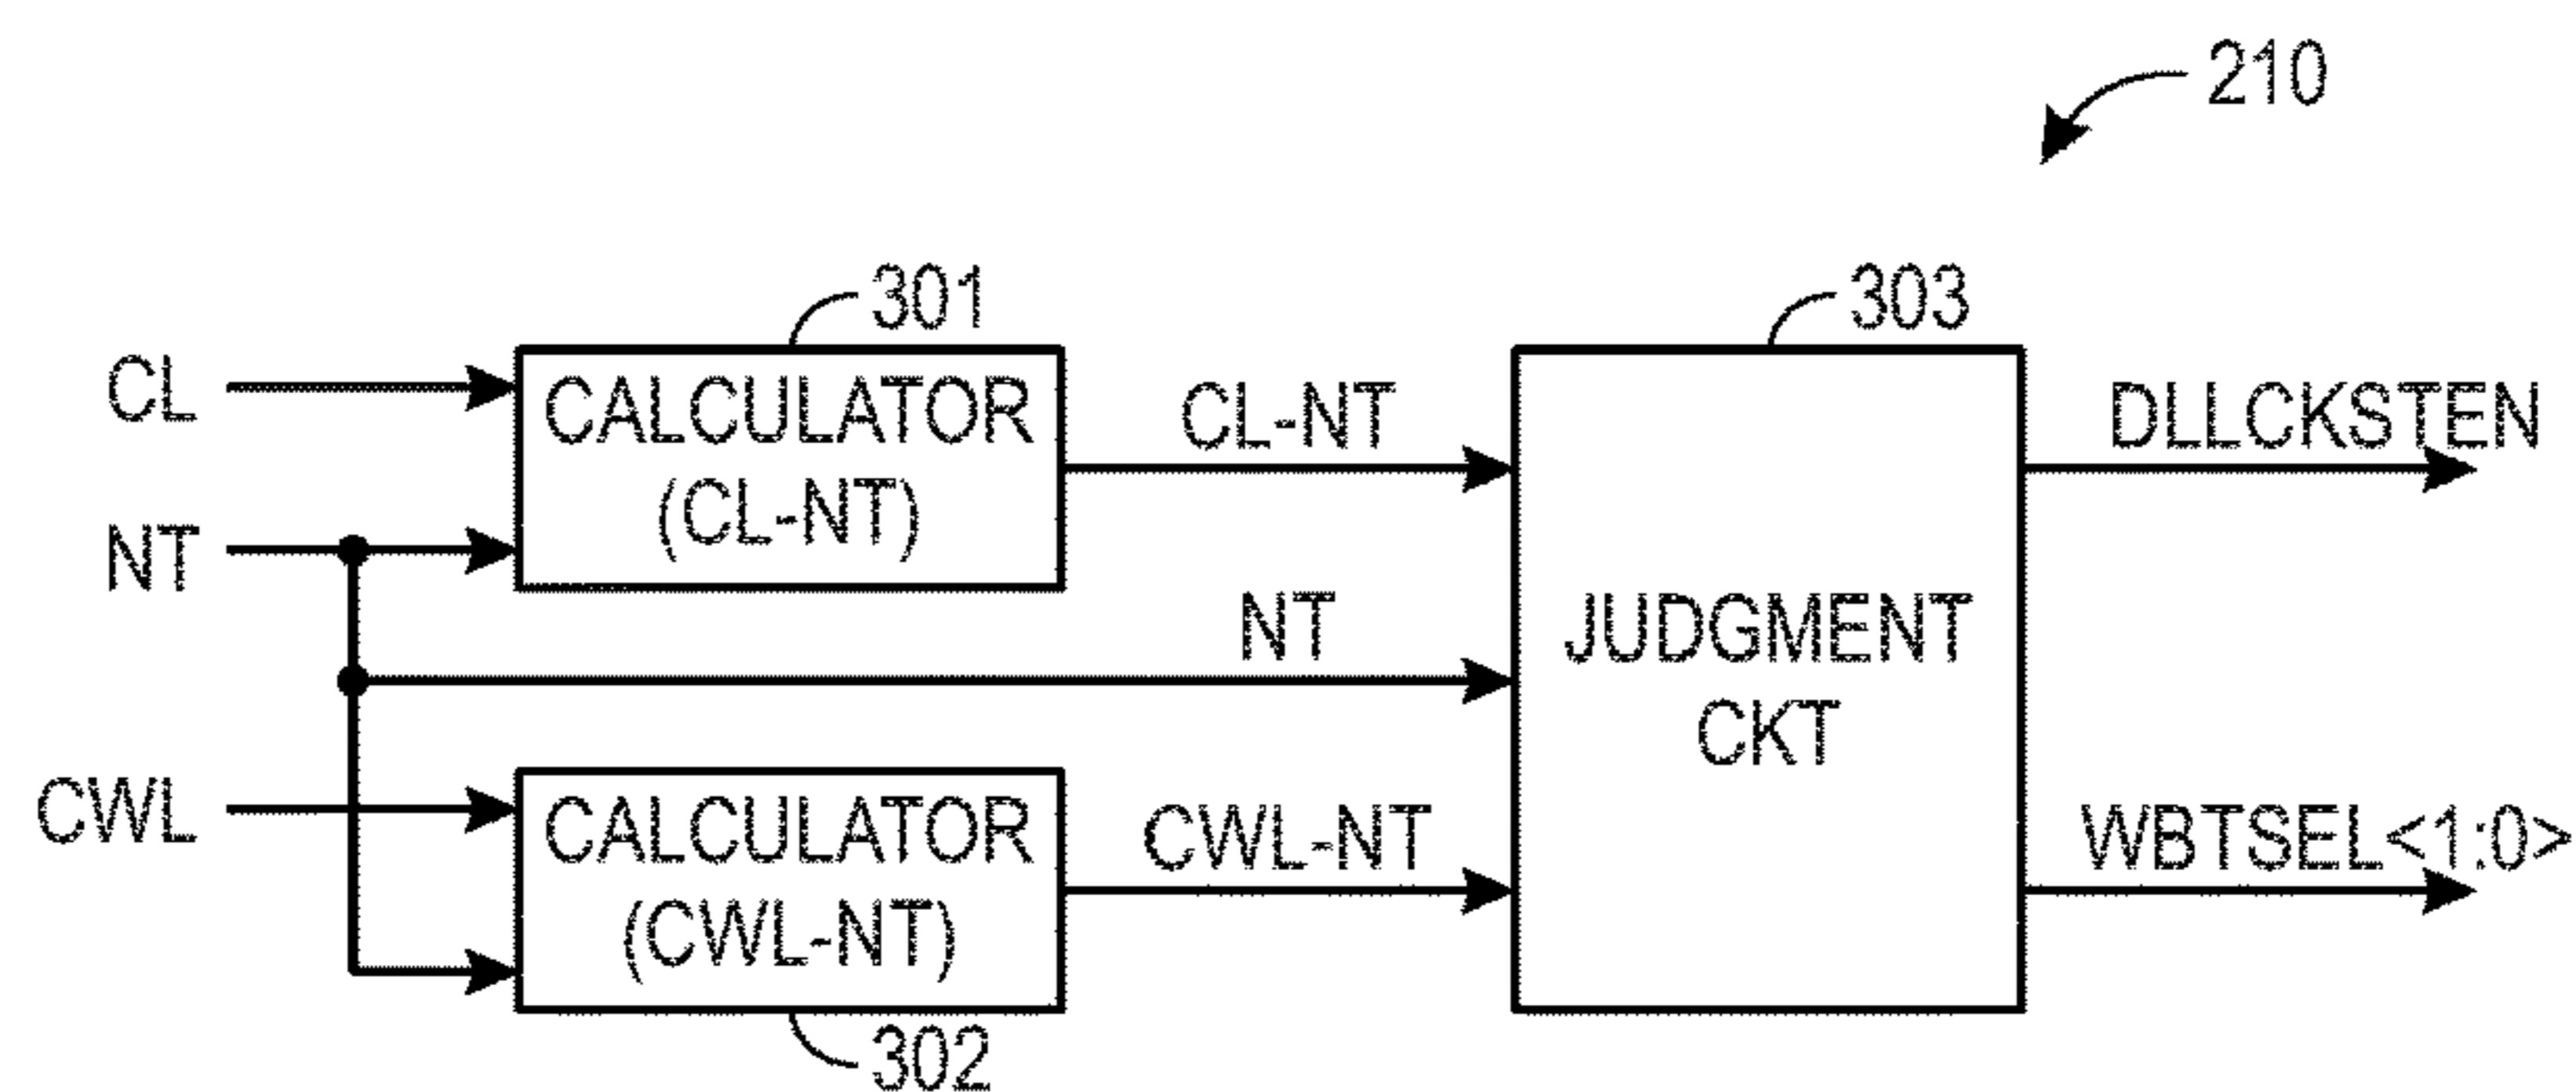 210
301
303
CL
CALCULATOR
(CL-NT)
CL-NT
DLLCKSTEN
NT
NT
JUDGMENT
CKT
CWL
CALCULATOR
(CWL-NT)
CWL-NT
WBTSEL<1:0>
302